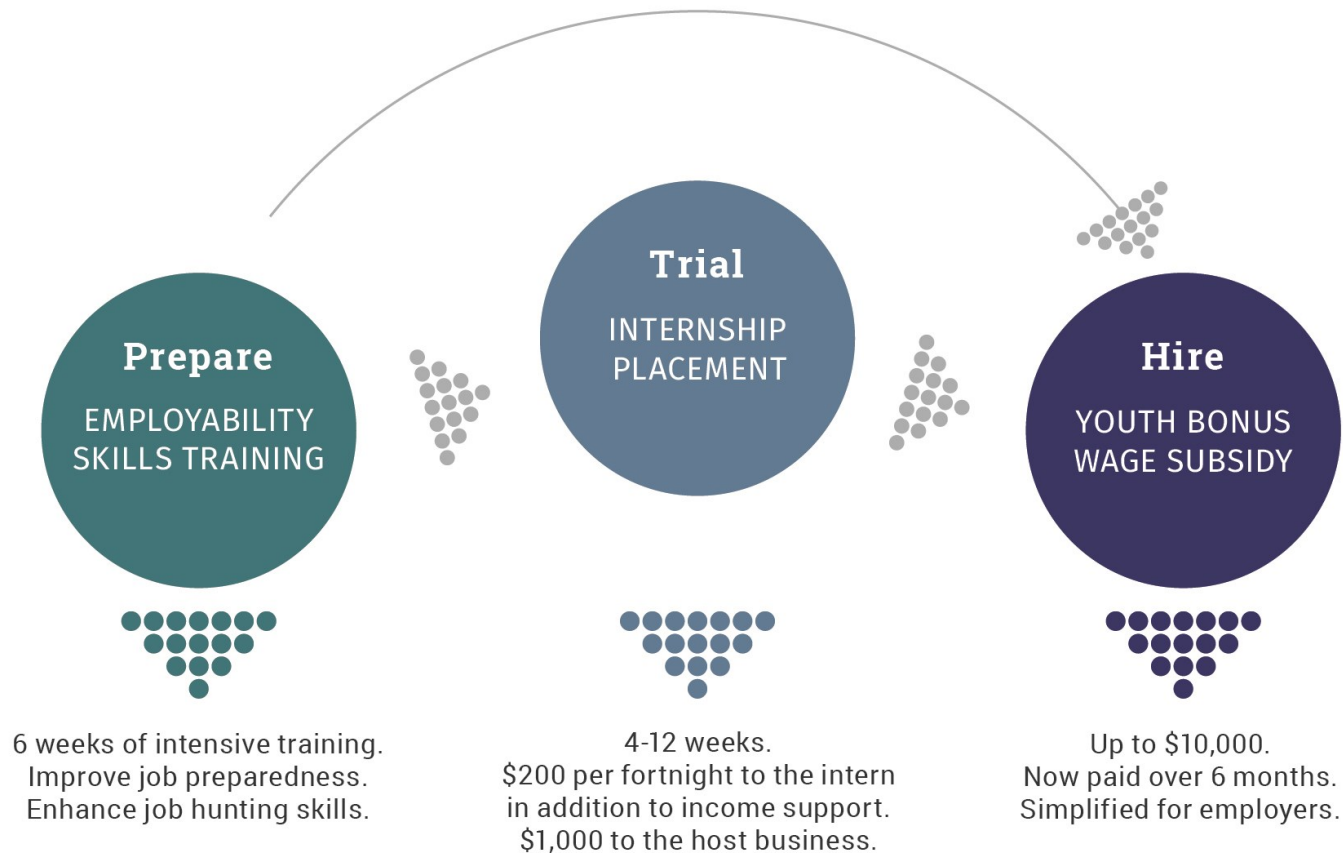 Prepare
EMPLOYABILITY
SKILLS TRAINING
6 weeks of intensive training.
Improve job preparedness.
Enhance job hunting skills.
Trial
INTERNSHIP
PLACEMENT
4-12 weeks.
$200 per fortnight to the intern
in addition to income support.
$1,000 to the host business.
Hire
YOUTH BONUS
WAGE SUBSIDY
Up to $10,000.
Now paid over 6 months.
Simplified for employers.